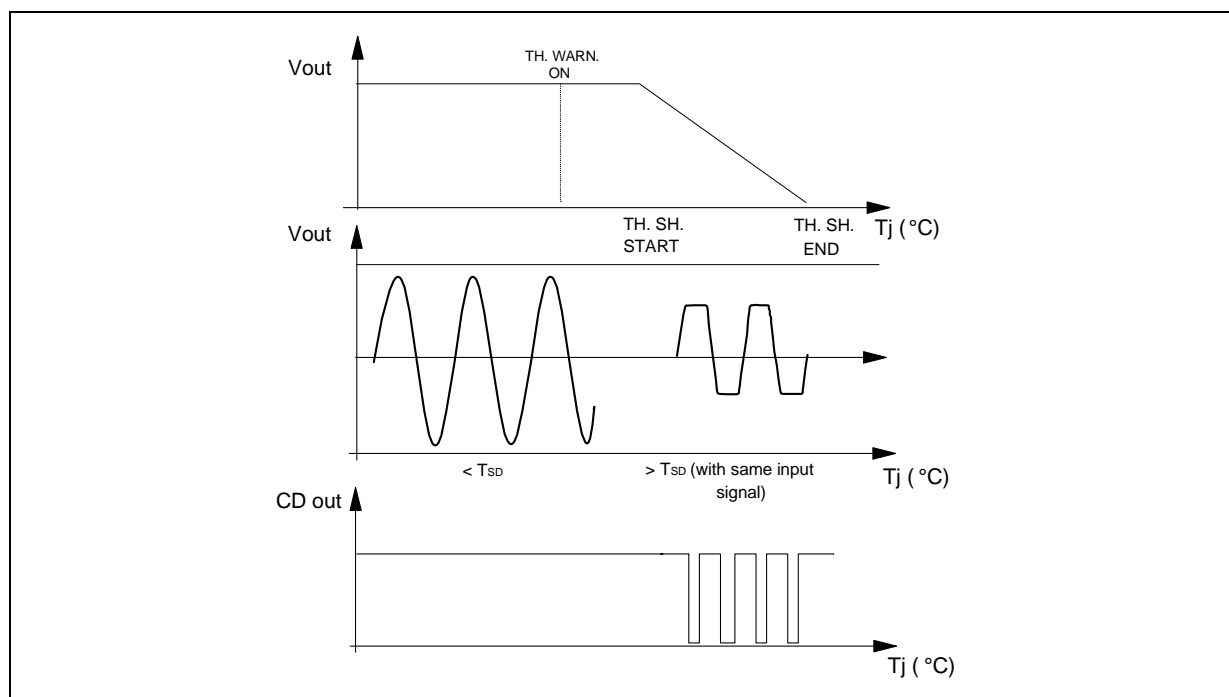 Vout
TH. WARN.
ON
TH. SH.
START
TH. SH.
END
Tj ( °C)
Vout
< TSD
> TSD (with same input
signal)
Tj ( °C)
CD out
Tj ( °C)